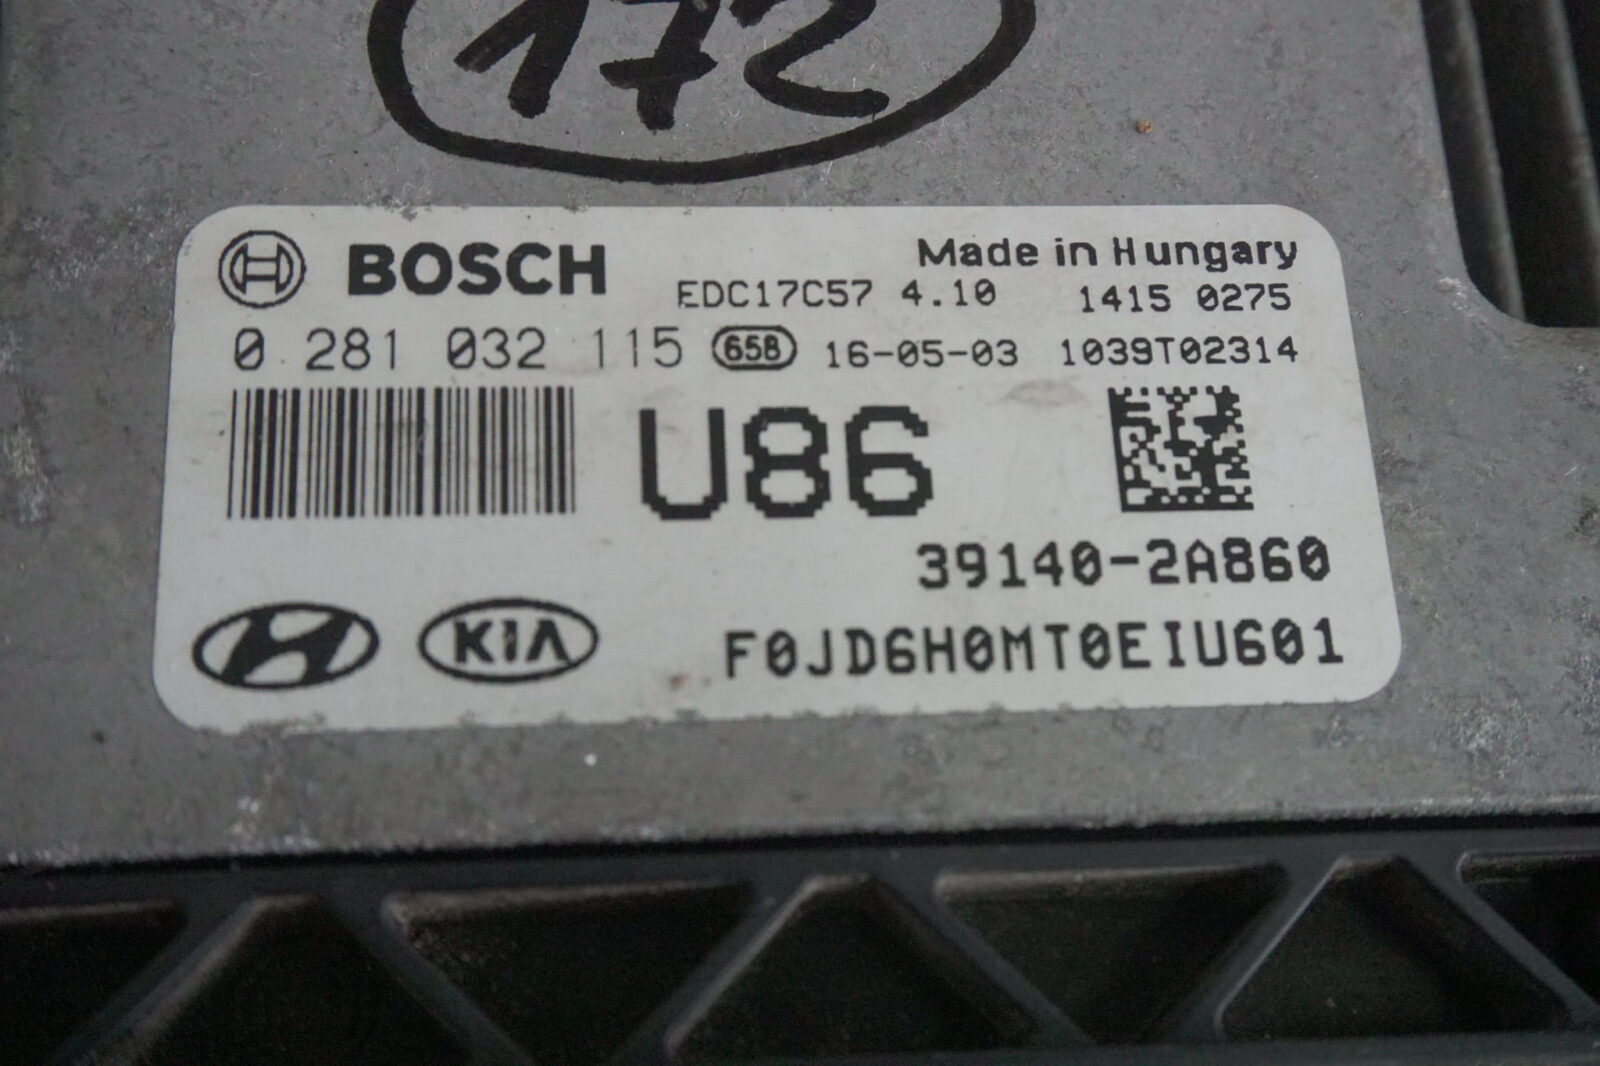 172
BOSCH
Made in Hungary
EDC17C57 4.10 1415 0275
0 281 032 115 65B 16-05-03 1039T02314
U86
39140-2A860
KIA F0JD6H0MT0EIU601